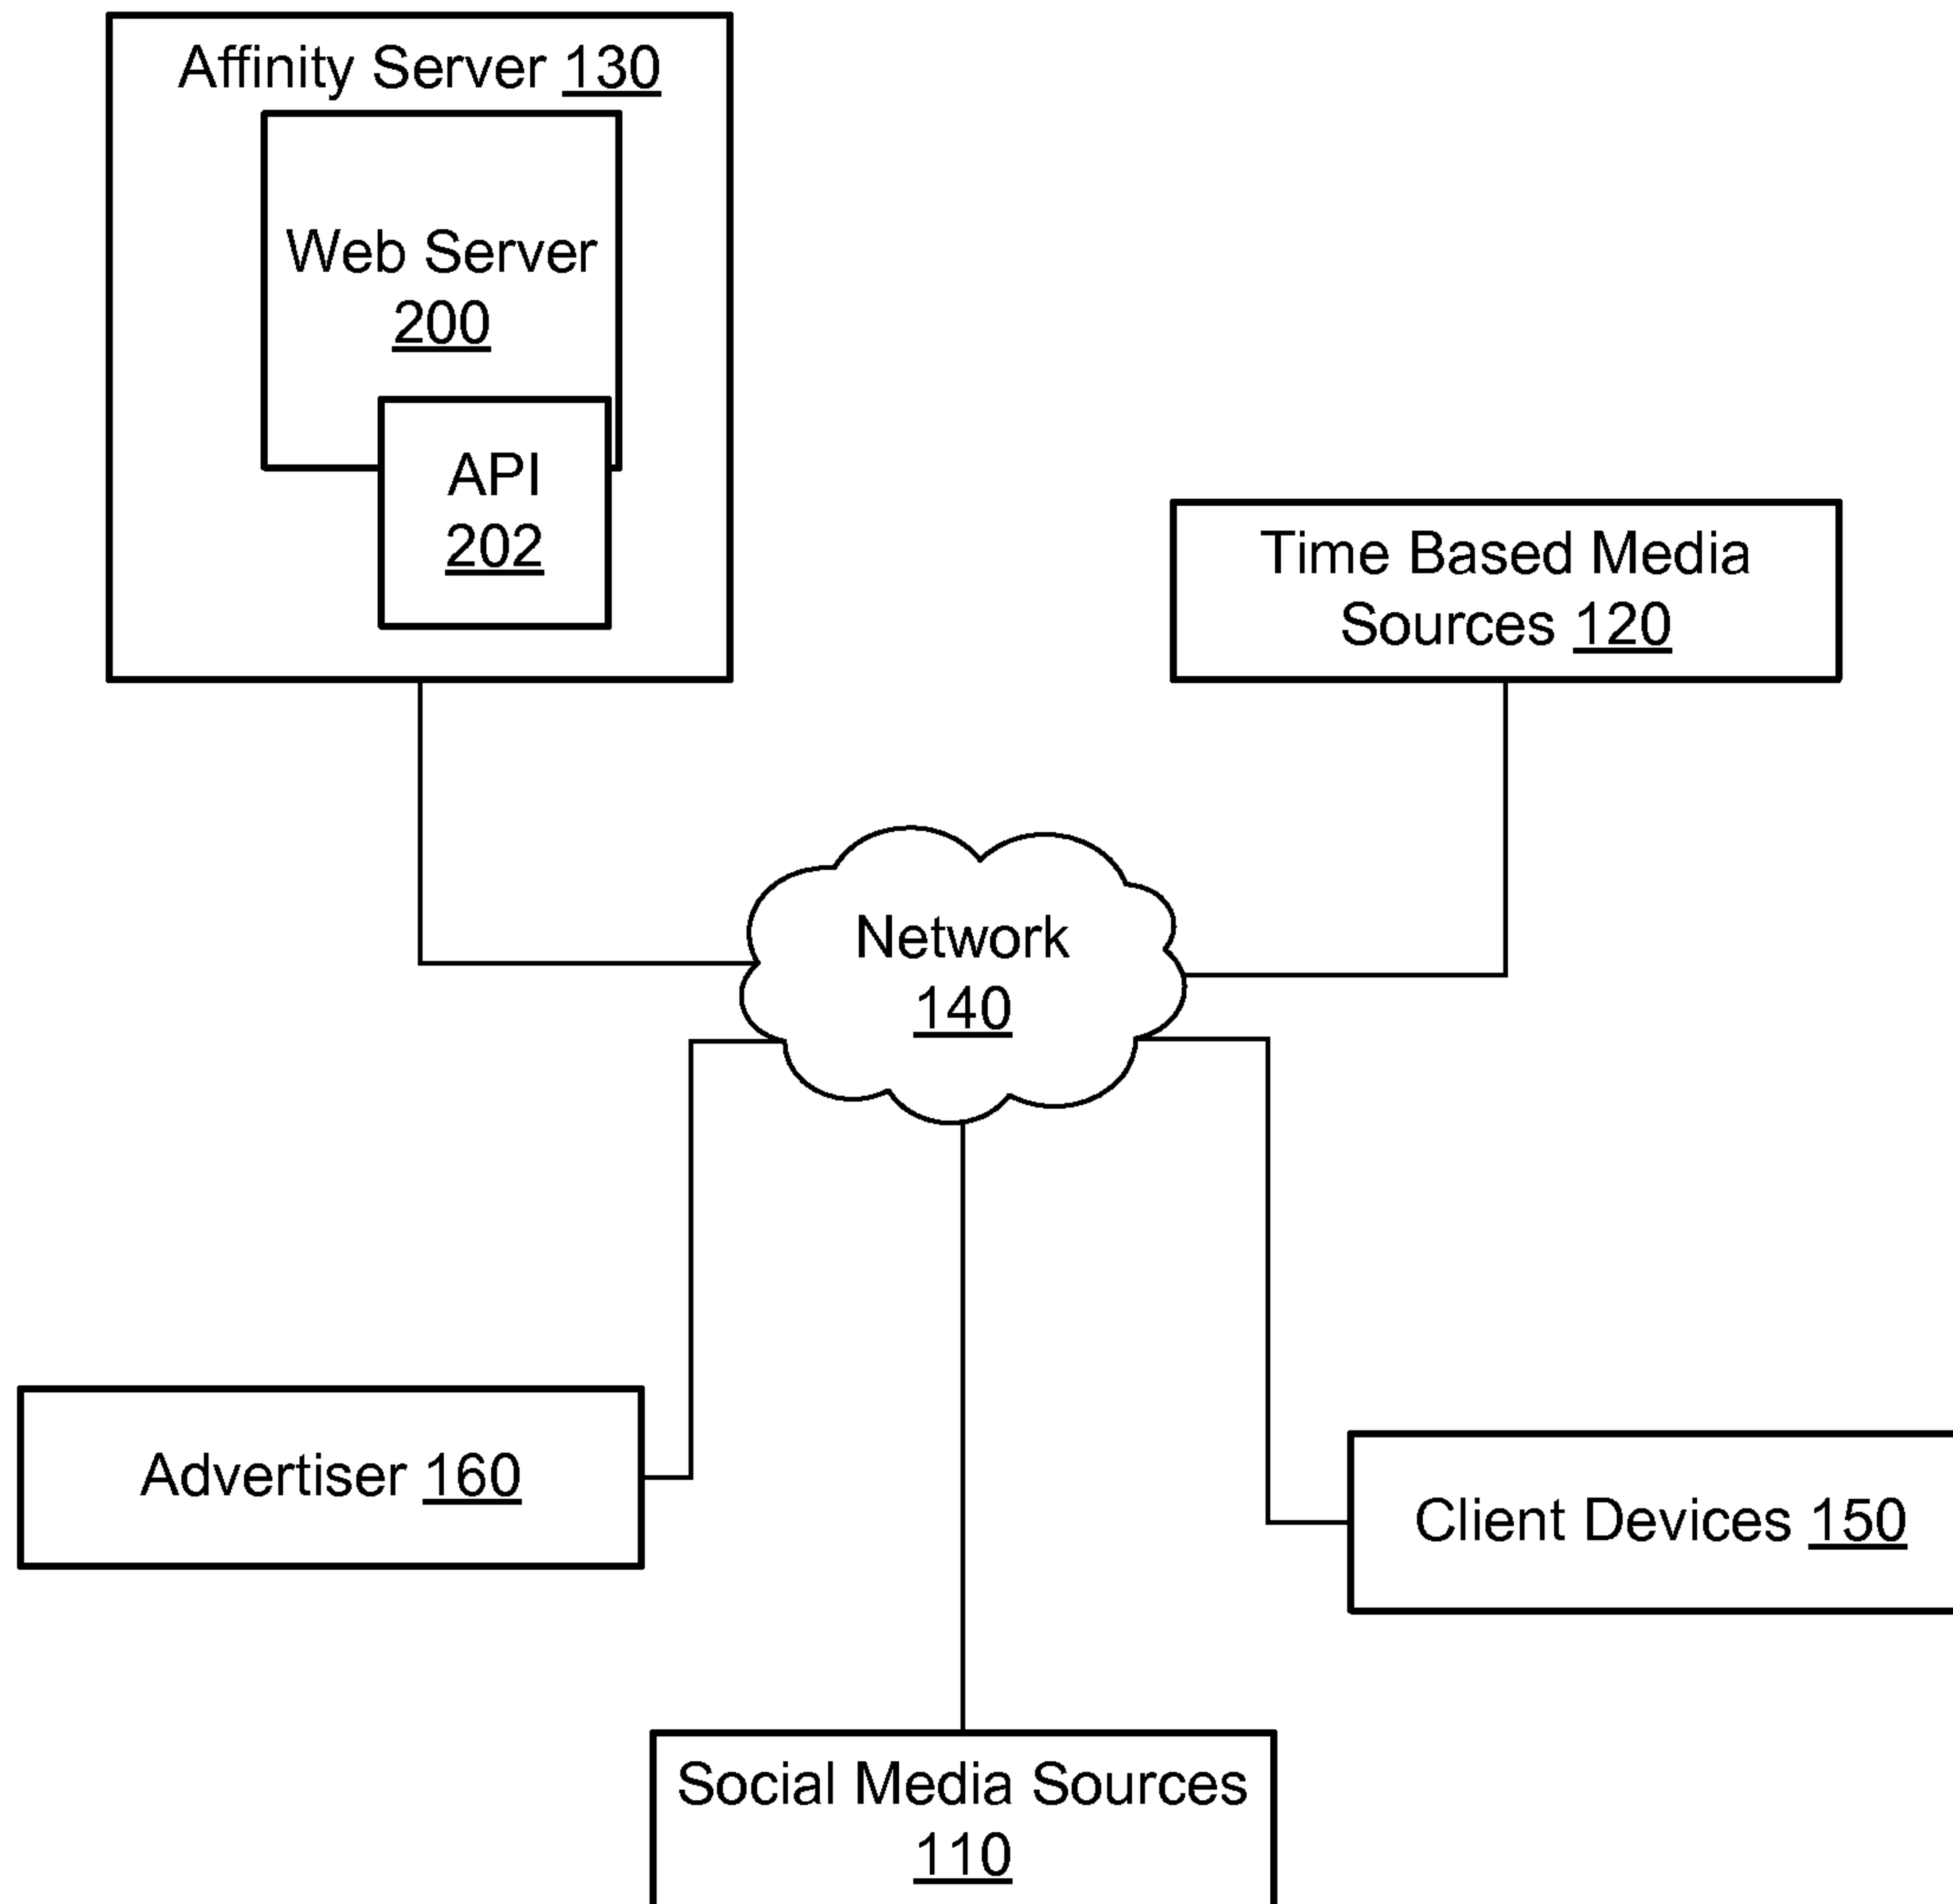 Affinity Server 130
Web Server
200
API
202
Time Based Media
Sources 120
Network
140
Advertiser 160
Client Devices 150
Social Media Sources
110